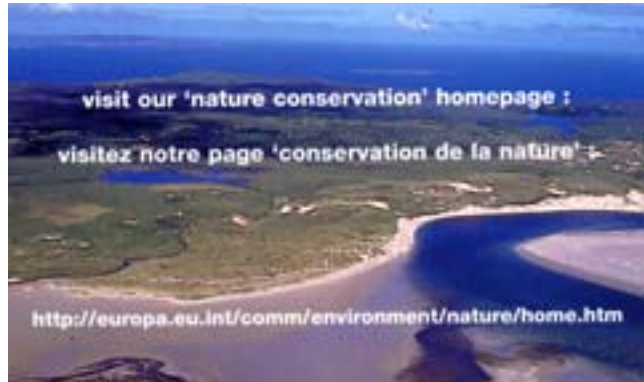 visit our ‘nature conservation’ homepage :
visitez notre page ‘conservation de la nature’ :
http://europa.eu.int/comm/environment/nature/home.htm